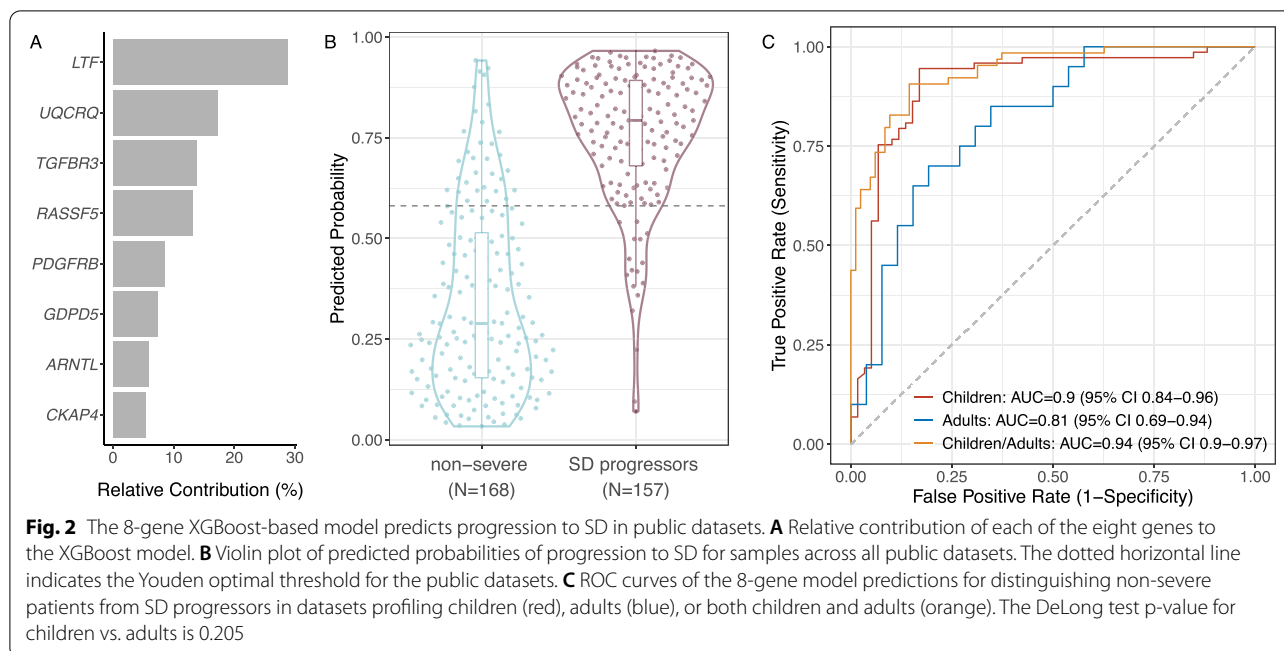 A
LTF
UQCRQ
TGFBR3
RASSF5
PDGFRB
GDPD5
ARNTL
CKAP4
0 10 20 30
Relative Contribution (%)
B
Predicted Probability
1.00
0.75
0.50
0.25
0.00
non−severe
(N=168)
SD progressors
(N=157)
C
True Positive Rate (Sensitivity)
1.00
0.75
0.50
0.25
0.00
Children: AUC=0.9 (95% CI 0.84−0.96)
Adults: AUC=0.81 (95% CI 0.69−0.94)
Children/Adults: AUC=0.94 (95% CI 0.9−0.97)
0.00 0.25 0.50 0.75 1.00
False Positive Rate (1−Specificity)
Fig. 2 The 8-gene XGBoost-based model predicts progression to SD in public datasets. A Relative contribution of each of the eight genes to
the XGBoost model. B Violin plot of predicted probabilities of progression to SD for samples across all public datasets. The dotted horizontal line
indicates the Youden optimal threshold for the public datasets. C ROC curves of the 8-gene model predictions for distinguishing non-severe
patients from SD progressors in datasets profiling children (red), adults (blue), or both children and adults (orange). The DeLong test p-value for
children vs. adults is 0.205